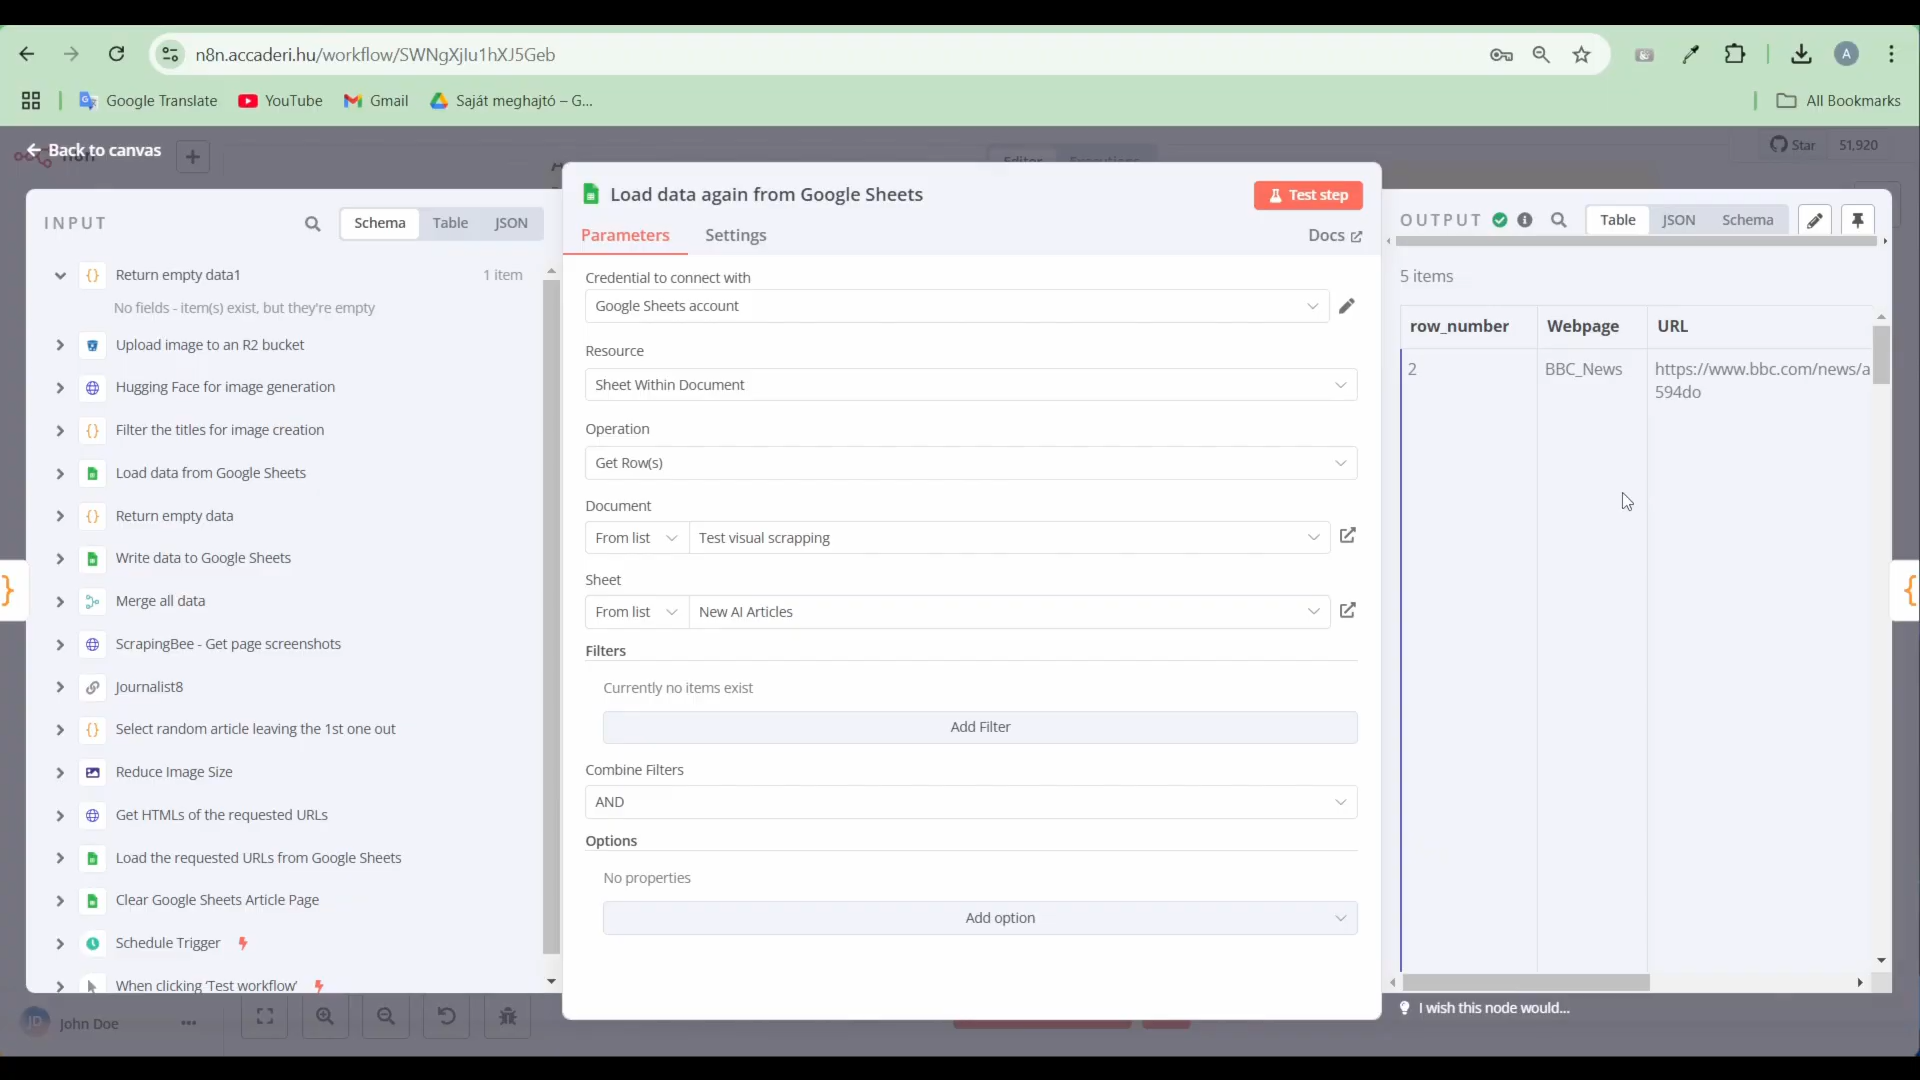 n8n.accaderi.hu/workflow/SWNgXjIu1hXJ5Geb
A
Google Translate
YouTube
Gmail
Saját meghajtó – G...
All Bookmarks
Back to canvas
Star
51,920
INPUT
Schema
Table
JSON
Return empty data1
1 item
No fields - item(s) exist, but they're empty
Upload image to an R2 bucket
Hugging Face for image generation
Filter the titles for image creation
Load data from Google Sheets
Return empty data
Write data to Google Sheets
Merge all data
ScrapingBee - Get page screenshots
Journalist8
Select random article leaving the 1st one out
Reduce Image Size
Get HTMLs of the requested URLs
Load the requested URLs from Google Sheets
Clear Google Sheets Article Page
Schedule Trigger
When clicking ‘Test workflow’
JD
John Doe
Load data again from Google Sheets
Test step
Parameters
Settings
Docs
Credential to connect with
Google Sheets account
Resource
Sheet Within Document
Operation
Get Row(s)
Document
From list
Test visual scrapping
Sheet
From list
New AI Articles
Filters
Currently no items exist
Add Filter
Combine Filters
AND
Options
No properties
Add option
OUTPUT
Table
JSON
Schema
5 items
row_number
Webpage
URL
2
BBC_News
https://www.bbc.com/news/a
594do
I wish this node would...